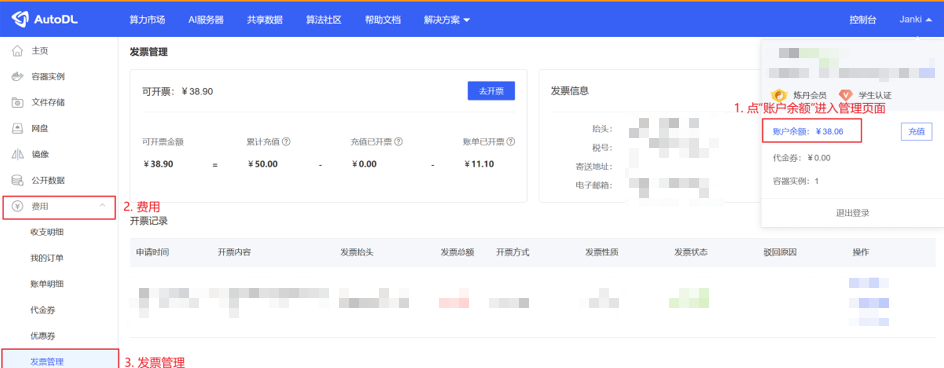 AutoDL
算力市场 AI服务器 共享数据 算法社区 帮助文档 解决方案 控制台 Janki
主页
容器实例
文件存储
网盘
镜像
公开数据
费用
收支明细
我的订单
账单明细
代金券
优惠券
发票管理
2. 费用
3. 发票管理
发票管理
可开票: ¥38.90 去开票
可开票金额 累计充值 充值已开票 账单已开票
¥38.90 = ¥50.00 - ¥0.00 - ¥11.10
发票信息
抬头:
税号:
寄送地址:
电子邮箱:
炼丹会员 学生认证
1. 点“账户余额”进入管理页面
账户余额: ¥38.06 充值
代金券: ¥0.00
容器实例: 1
退出登录
开票记录
申请时间 开票内容 发票抬头 发票总额 开票方式 发票性质 发票状态 驳回原因 操作